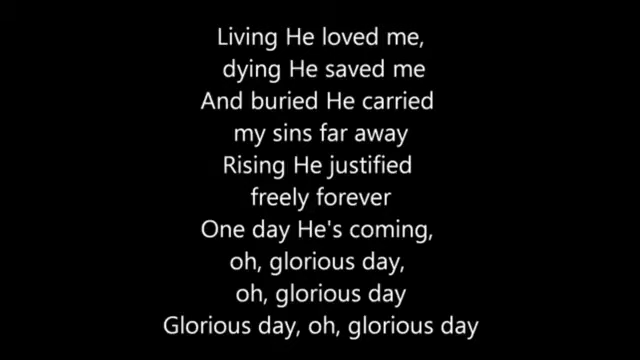 Living He loved me,
dying He saved me
And buried He carried
my sins far away
Rising He justified
freely forever
One day He's coming,
oh, glorious day,
oh, glorious day
Glorious day, oh, glorious day